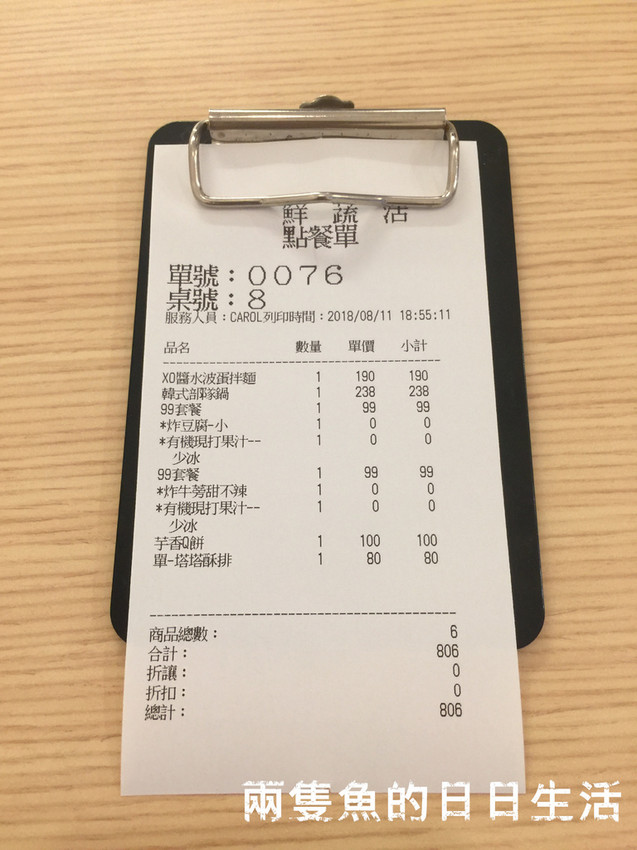 鮮 蔬 活
點餐單
單號：0076
桌號：8
服務人員：CAROL列印時間：2018/08/11 18:55:11
品名 數量 單價 小計
XO醬水波蛋拌麵 1 190 190
韓式部隊鍋 1 238 238
99套餐 1 99 99
*炸豆腐-小 1 0 0
*有機現打果汁-- 1 0 0
少冰
99套餐 1 99 99
*炸牛蒡甜不辣 1 0 0
*有機現打果汁-- 1 0 0
少冰
芋香Q餅 1 100 100
單-塔塔酥排 1 80 80
商品總數： 6
合計： 806
折讓： 0
折扣： 0
總計： 806
兩隻魚的日日生活